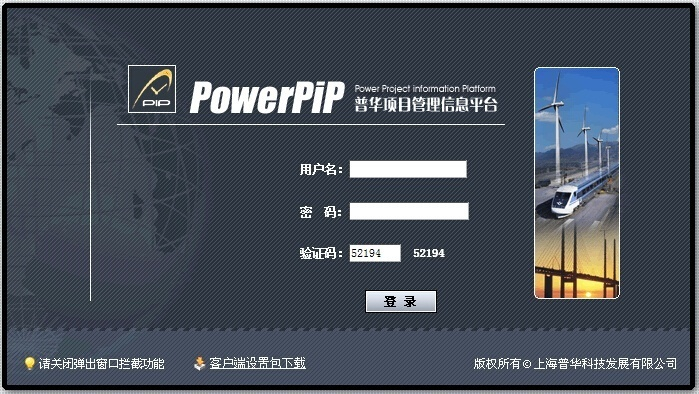 PIP
PowerPiP
Power Project information Platform
普华项目管理信息平台
用户名：
密 码：
验证码： 52194 52194
登 录
请关闭弹出窗口拦截功能 客户端设置包下载 版权所有© 上海普华科技发展有限公司